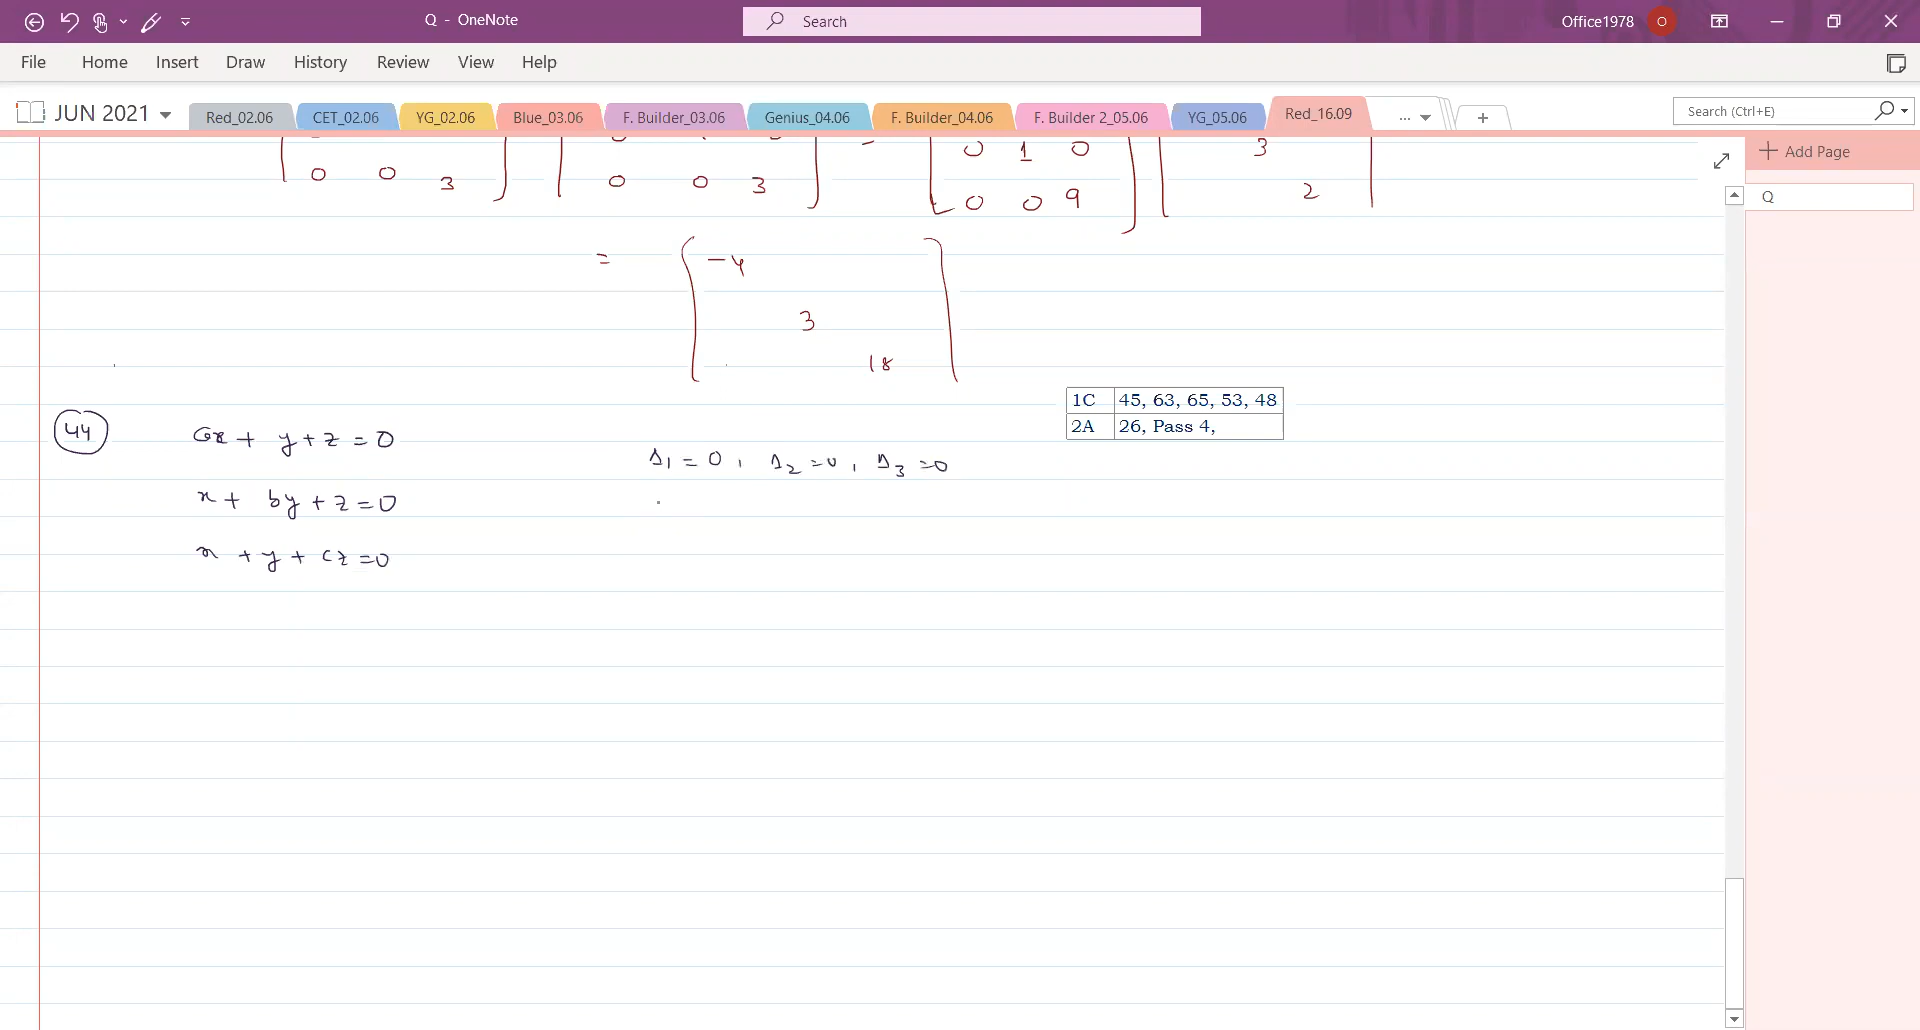 Q - OneNote
Search
Office1978
O
File Home Insert Draw History Review View Help
JUN 2021
Red_02.06 CET_02.06 YG_02.06 Blue_03.06 F. Builder_03.06 Genius_04.06 F. Builder_04.06 F. Builder 2_05.06 YG_05.06 Red_16.09 ... +
Search (Ctrl+E)
Add Page
Q
= 0 1 0 3
0 0 3 0 0 3 0 0 9 2
= -4
3
18
1C 45, 63, 65, 53, 48
2A 26, Pass 4,
44
ax + y + z = 0
Δ1 = 0, Δ2 = 0, Δ3 = 0
x + by + z = 0
x + y + cz = 0